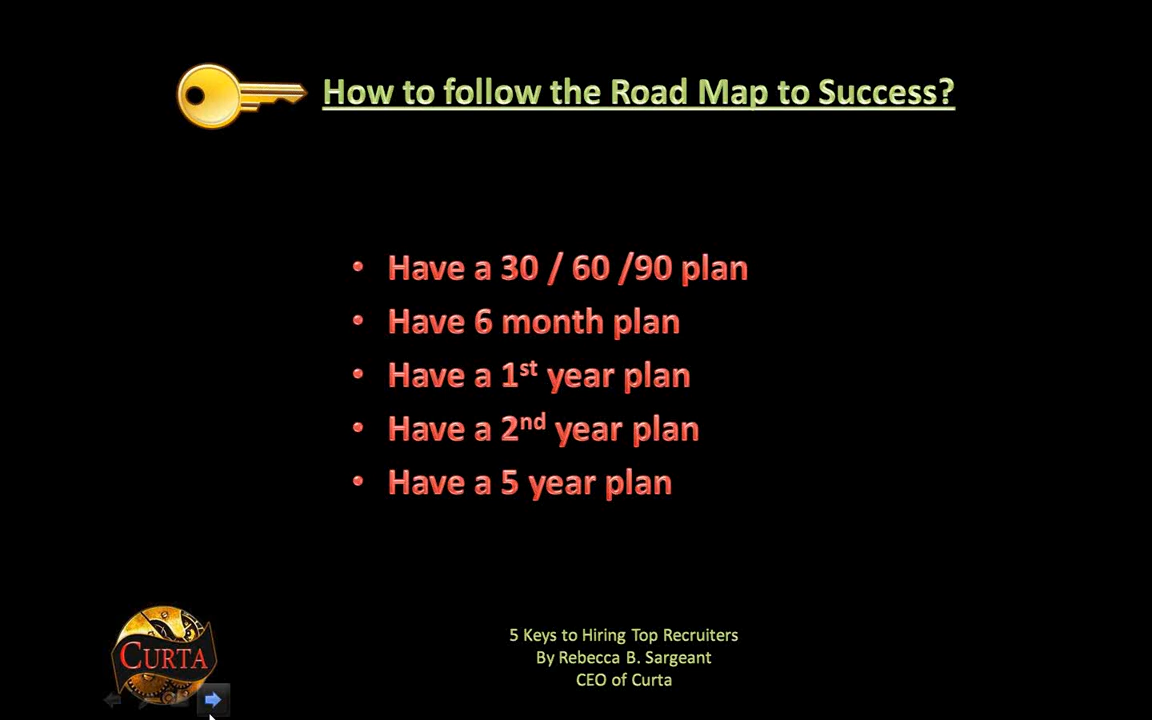 How to follow the Road Map to Success?
• Have a 30 / 60 /90 plan
• Have 6 month plan
• Have a 1st year plan
• Have a 2nd year plan
• Have a 5 year plan
CURTA
5 Keys to Hiring Top Recruiters
By Rebecca B. Sargeant
CEO of Curta